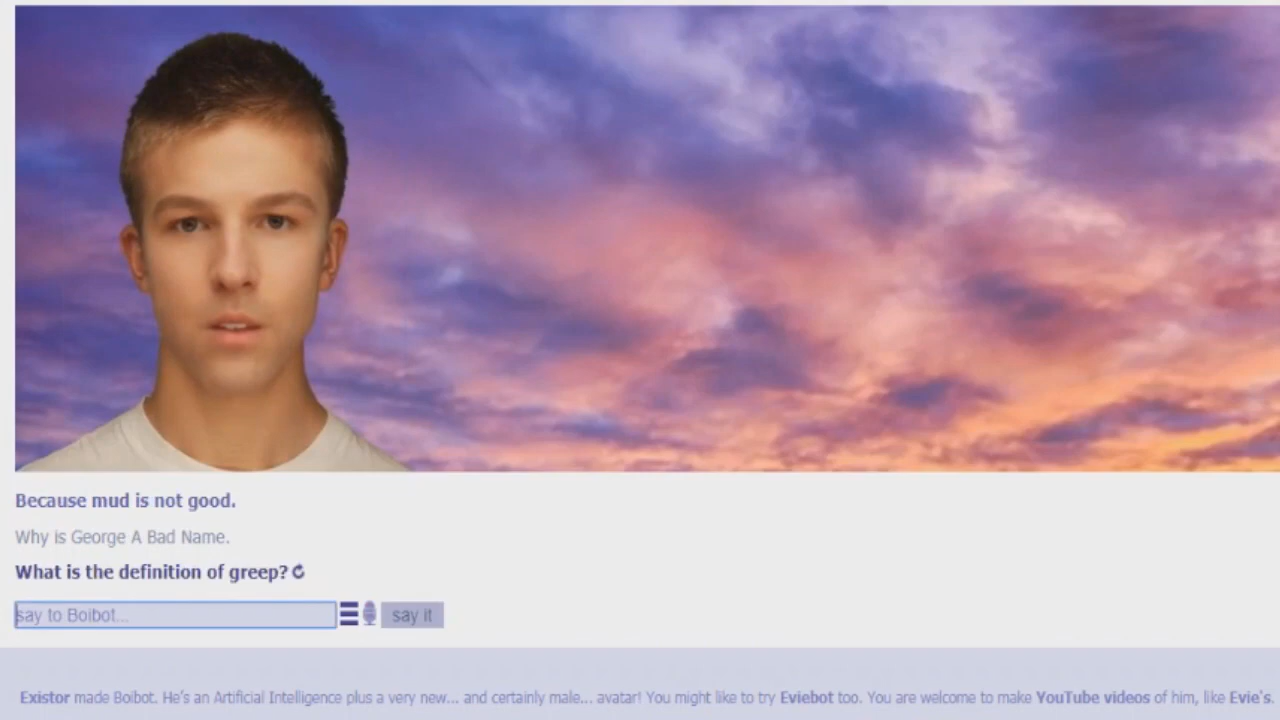 Because mud is not good.
Why is George A Bad Name.
What is the definition of greep?
say to Boibot...
say it
Existor made Boibot. He's an Artificial Intelligence plus a very new... and certainly male... avatar! You might like to try Eviebot too. You are welcome to make YouTube videos of him, like Evie's.